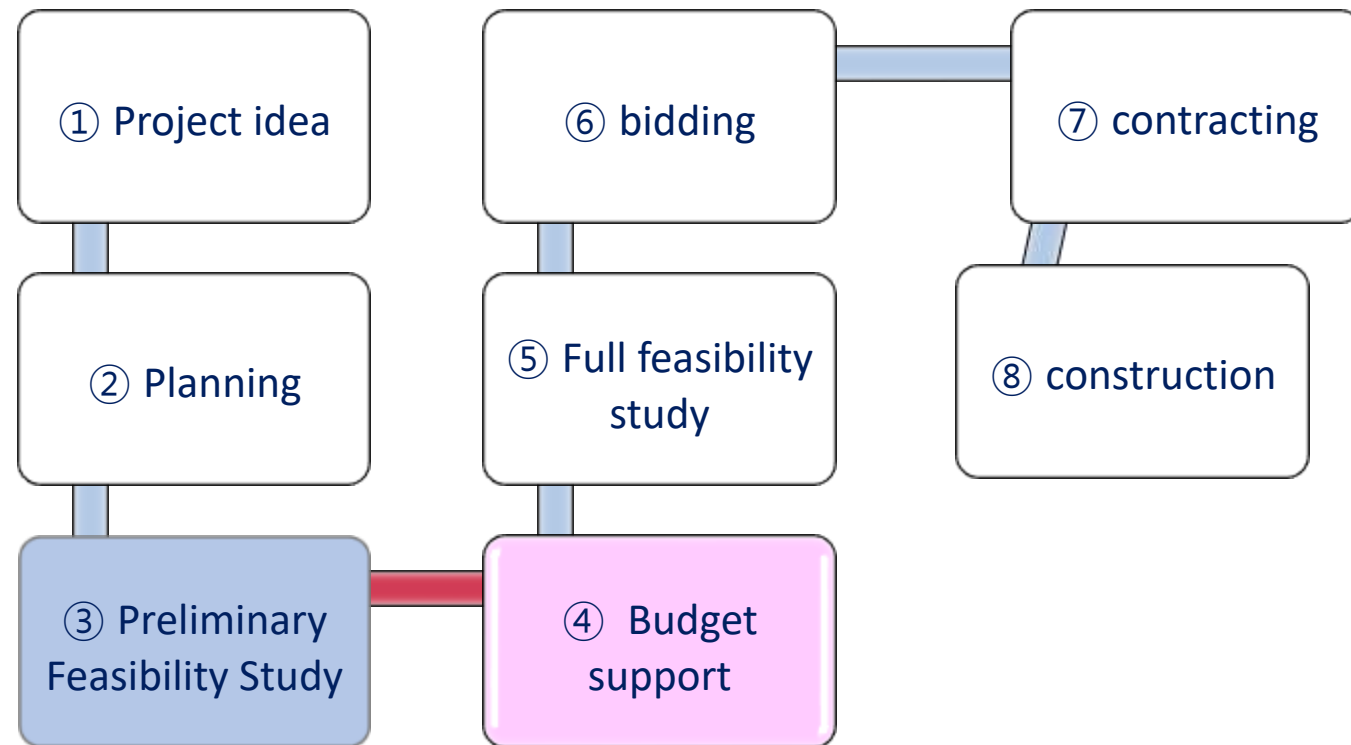 ① Project idea
② Planning
③ Preliminary
Feasibility Study
④ Budget
support
⑤ Full feasibility
study
⑥ bidding
⑦ contracting
⑧ construction